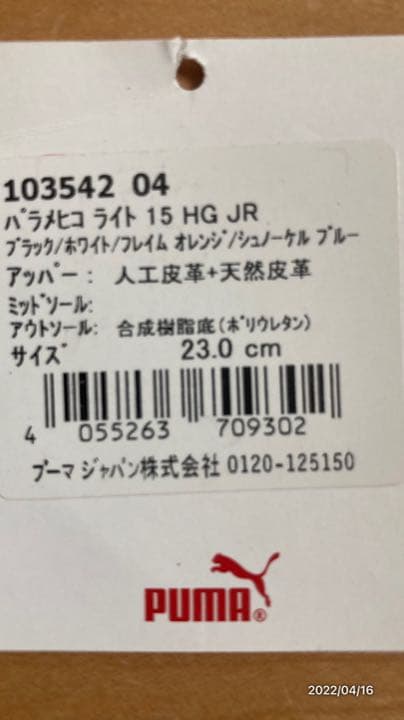 103542 04
パラメヒコ ライト 15 HG JR
ブラック/ホワイト/フレイム オレンジ/シュノーケル ブルー
アッパー: 人工皮革+天然皮革
ミッドソール:
アウトソール: 合成樹脂底(ポリウレタン)
サイズ 23.0 cm
4 055263 709302
プーマ ジャパン株式会社 0120-125150
PUMA®
2022/04/16